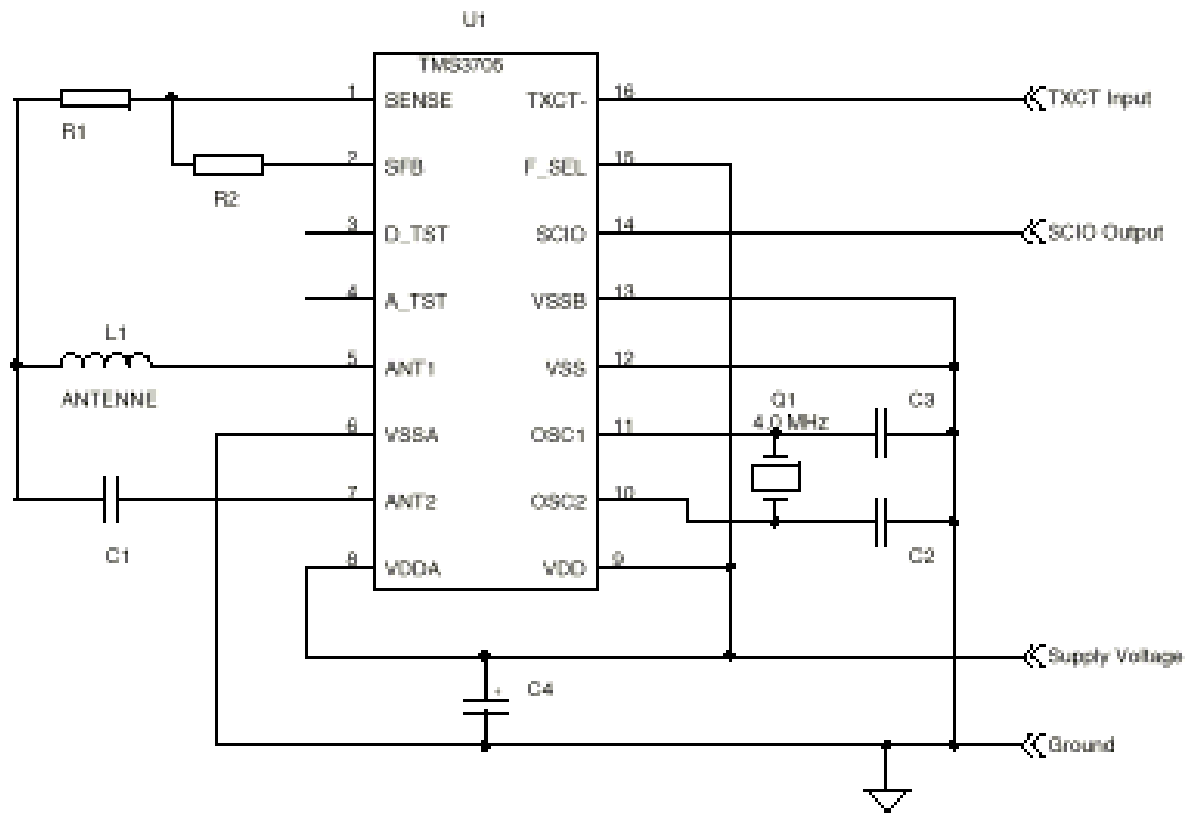 U1
TMS3705
1 SENSE TXCT- 16 TXCT Input
R1
2 SFB F_SEL 15
R2
3 D_TST SCIO 14 SCIO Output
4 A_TST VSSB 13
L1
5 ANT1 VSS 12
ANTENNE Q1 C3
4.0 MHz
6 VSSA OSC1 11
7 ANT2 OSC2 10
C1 C2
8 VDDA VDD 9
Supply Voltage
+ C4
Ground